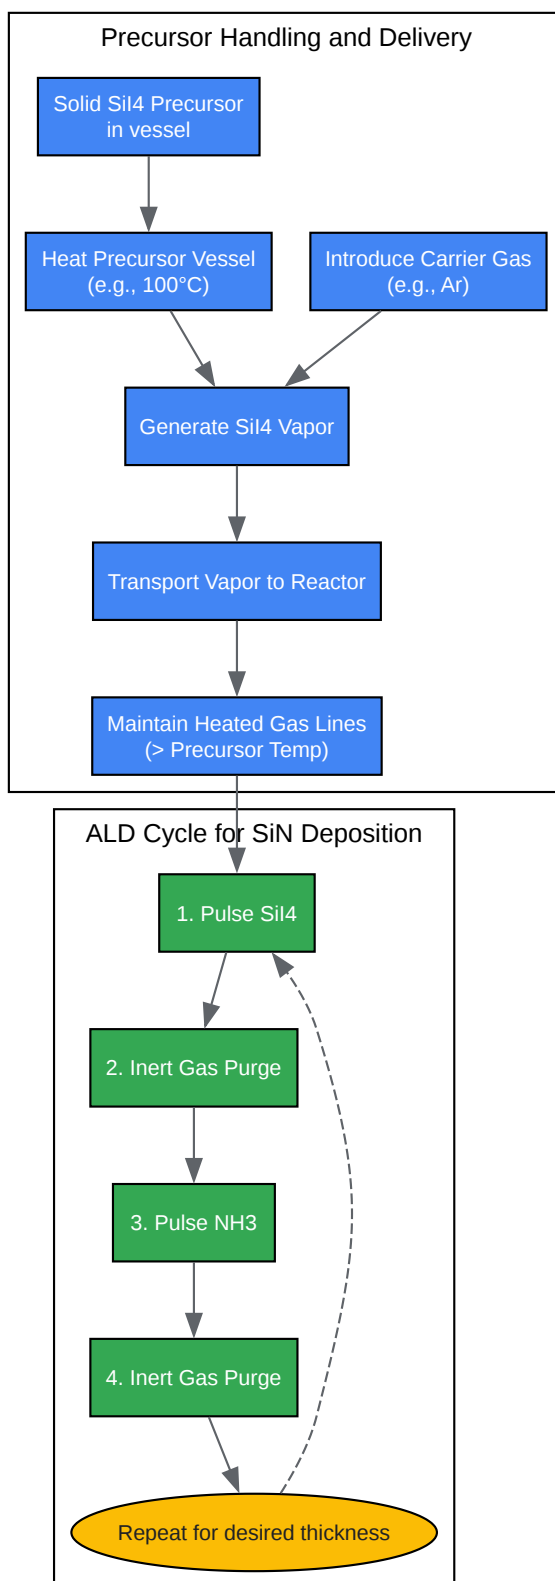 Precursor Handling and Delivery
Solid SiI4 Precursor
in vessel
Heat Precursor Vessel
(e.g., 100°C)
Introduce Carrier Gas
(e.g., Ar)
Generate SiI4 Vapor
Transport Vapor to Reactor
Maintain Heated Gas Lines
(> Precursor Temp)
ALD Cycle for SiN Deposition
1. Pulse SiI4
2. Inert Gas Purge
3. Pulse NH3
4. Inert Gas Purge
Repeat for desired thickness